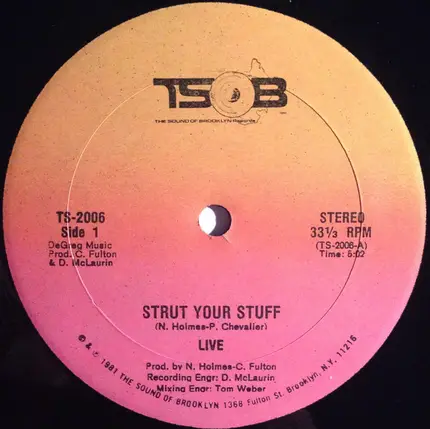 TSOB
THE SOUND OF BROOKLYN Records
TS-2006
Side 1
DeGreg Music
Prod. C. Fulton
& D. McLaurin
STEREO
33⅓ RPM
(TS-2006-A)
Time: 5:02
STRUT YOUR STUFF
(N. Holmes-P. Chevalier)
LIVE
Prod. by N. Holmes-C. Fulton
Recording Engr: D. McLaurin
Mixing Engr: Tom Weber
℗ & © 1981 THE SOUND OF BROOKLYN 1368 Fulton St. Brooklyn, N.Y. 11216